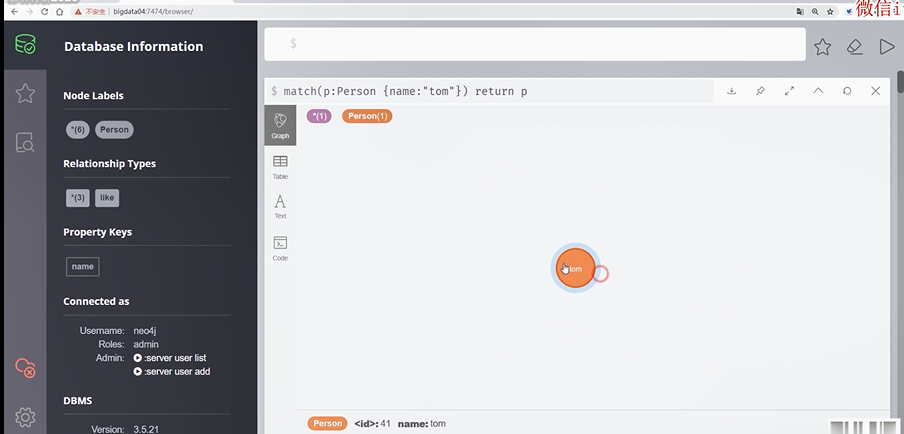 不安全 | bigdata04:7474/browser/
微信i
Database Information
$
$ match(p:Person {name:"tom"}) return p
Node Labels
*(6) Person
Relationship Types
*(3) like
Property Keys
name
Connected as
Username: neo4j
Roles: admin
Admin: :server user list
:server user add
DBMS
Version: 3.5.21
*(1) Person(1)
Graph
Table
Text
Code
tom
Person <id>: 41 name: tom